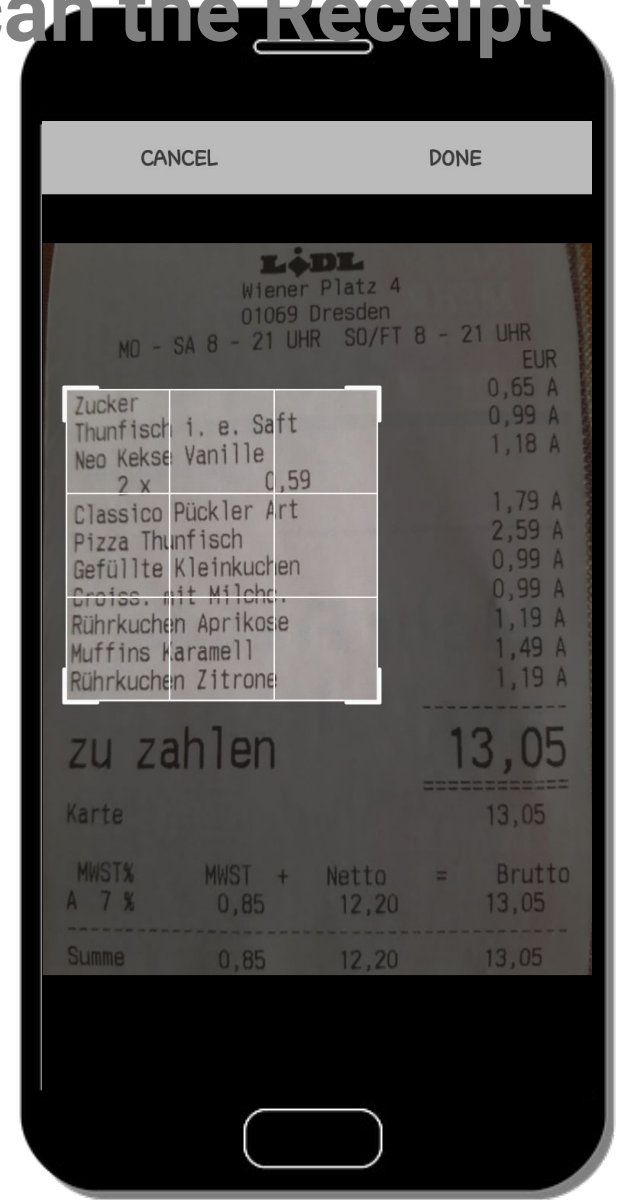 can the Receipt
CANCEL DONE
LIDL
Wiener Platz 4
01069 Dresden
MO - SA 8 - 21 UHR SO/FT 8 - 21 UHR
EUR
Zucker 0,65 A
Thunfisch i. e. Saft 0,99 A
Neo Kekse Vanille 1,18 A
2 x 0,59
Classico Pückler Art 1,79 A
Pizza Thunfisch 2,59 A
Gefüllte Kleinkuchen 0,99 A
Croiss. mit Milchc. 0,99 A
Rührkuchen Aprikose 1,19 A
Muffins Karamell 1,49 A
Rührkuchen Zitrone 1,19 A
zu zahlen 13,05
Karte 13,05
MWST% MWST + Netto = Brutto
A 7 % 0,85 12,20 13,05
Summe 0,85 12,20 13,05